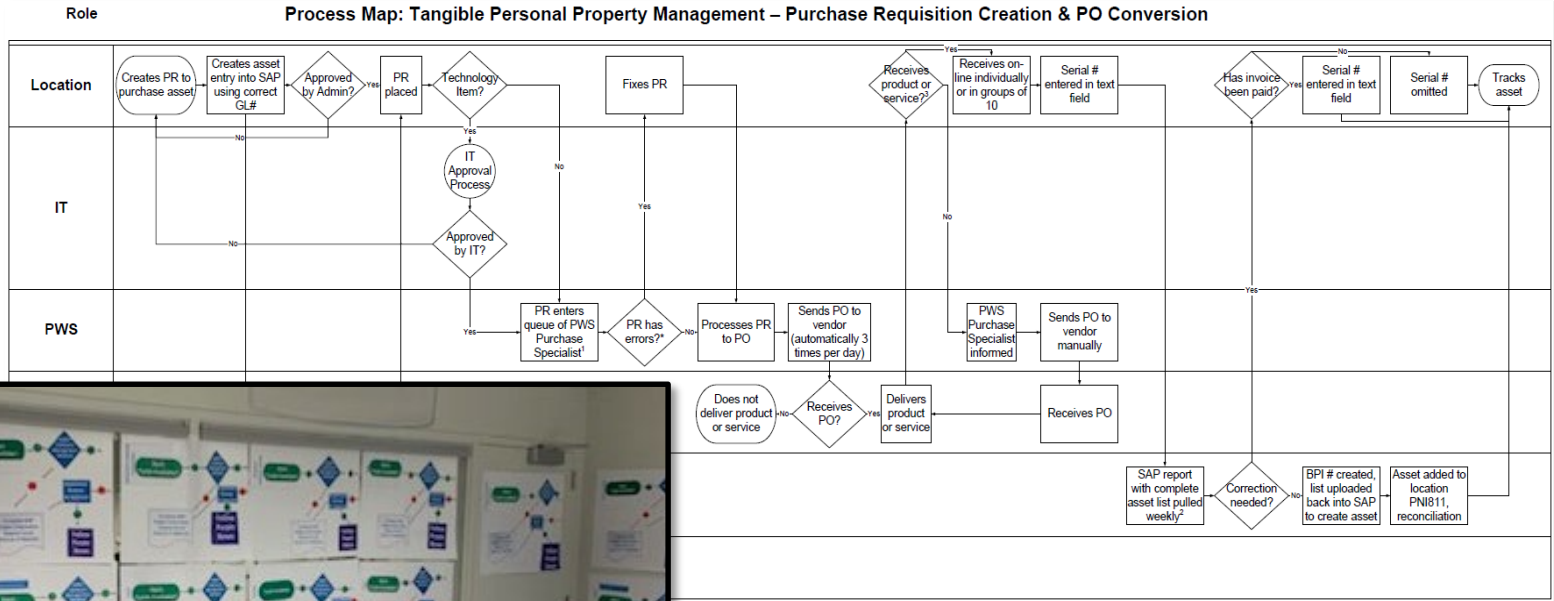 Role
Process Map: Tangible Personal Property Management – Purchase Requisition Creation & PO Conversion
Location
Creates PR to
purchase asset
Creates asset
entry into SAP
using correct
GL#
Approved
by Admin?
Yes
PR
placed
Technology
Item?
Fixes PR
Receives
product or
service?3
Yes
Receives on-
line individually
or in groups of
10
Serial #
entered in text
field
Has invoice
been paid?
No
Yes
Serial #
entered in text
field
Serial #
omitted
Tracks
asset
No
Yes
IT
IT
Approval
Process
No
Yes
No
No
Approved
by IT?
Yes
PWS
Yes
PR enters
queue of PWS
Purchase
Specialist1
PR has
errors?*
No
Processes PR
to PO
Sends PO to
vendor
(automatically 3
times per day)
PWS
Purchase
Specialist
informed
Sends PO to
vendor
manually
Does not
deliver product
or service
No
Receives
PO?
Yes
Delivers
product
or service
Receives PO
SAP report
with complete
asset list pulled
weekly2
Correction
needed?
No
BPI # created,
list uploaded
back into SAP
to create asset
Asset added to
location
PNI811,
reconciliation